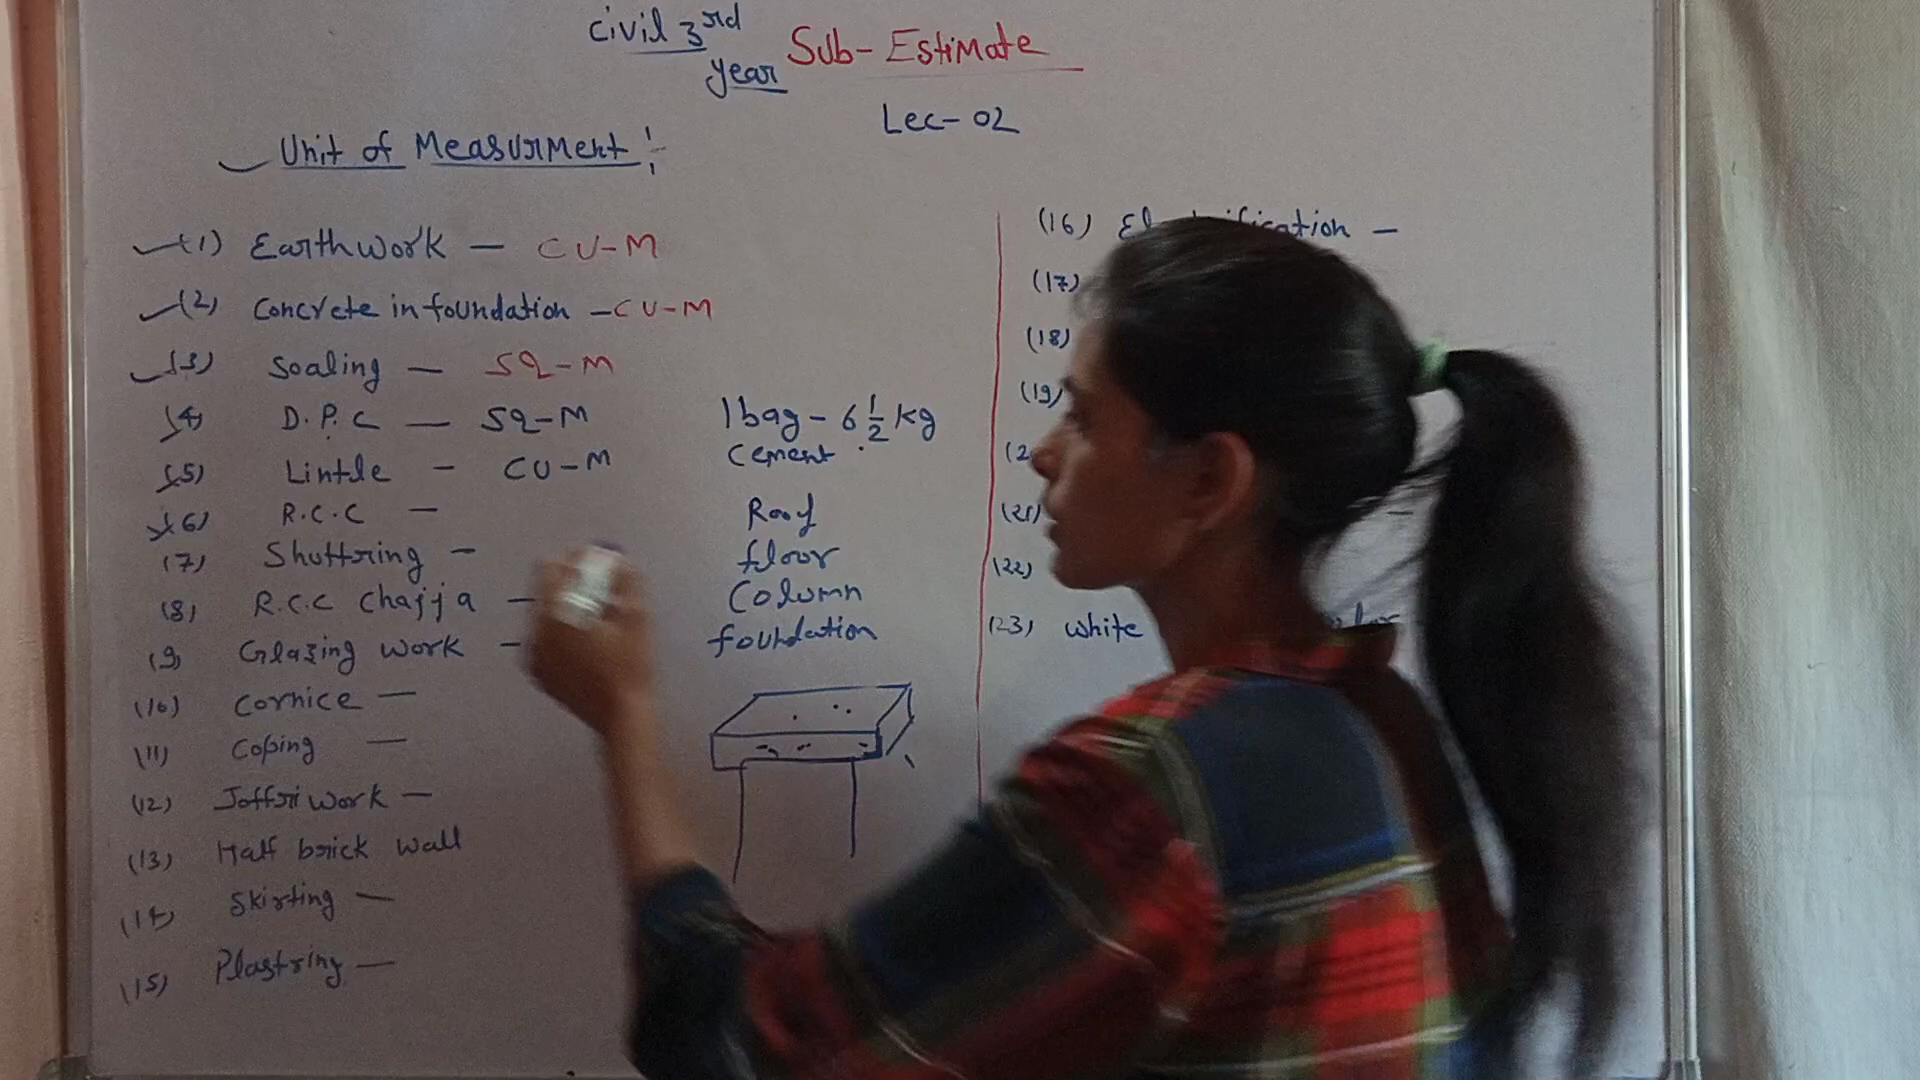 Civil 3rd year
Sub- Estimate
Lec- 02
Unit of Measurment :-
(1) Earthwork - CU-M
(2) Concrete in foundation - CU-M
(3) Soaling - SQ-M
(4) D.P.C - SQ-M
(5) Lintle - CU-M
(6) R.C.C -
(7) Shuttring -
(8) R.C.C Chajja -
(9) Glazing work -
(10) Cornice -
(11) Coping -
(12) Joffri work -
(13) Half brick wall
(14) Skirting -
(15) Plastring -
1 bag - 6 1/2 kg
Cement
Roof
floor
Column
foundation
(16)
(17)
(18)
(19)
(21)
(22)
(23) white